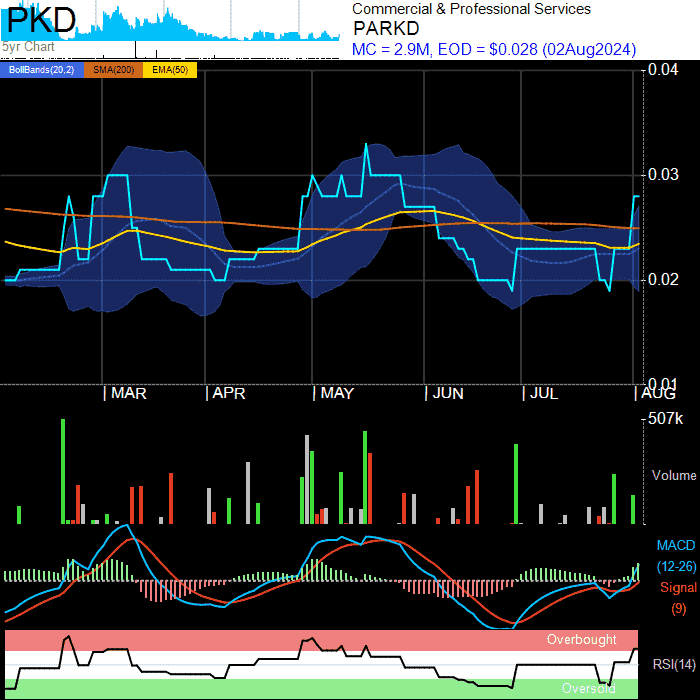 PKD
5yr Chart
Commercial & Professional Services
PARKD
MC = 2.9M, EOD = $0.028 (02Aug2024)
BollBands(20,2) SMA(200) EMA(50)
0.04
0.03
0.02
0.01
MAR APR MAY JUN JUL AUG
507k
Volume
MACD
(12-26)
Signal
(9)
Overbought
RSI(14)
Oversold